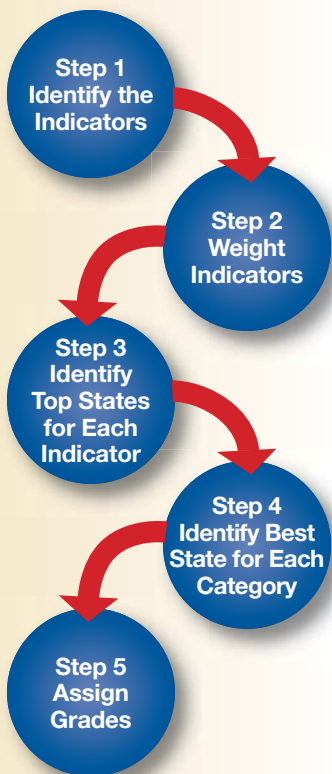 Step 1
Identify the
Indicators
Step 2
Weight
Indicators
Step 3
Identify
Top States
for Each
Indicator
Step 4
Identify Best
State for Each
Category
Step 5
Assign
Grades